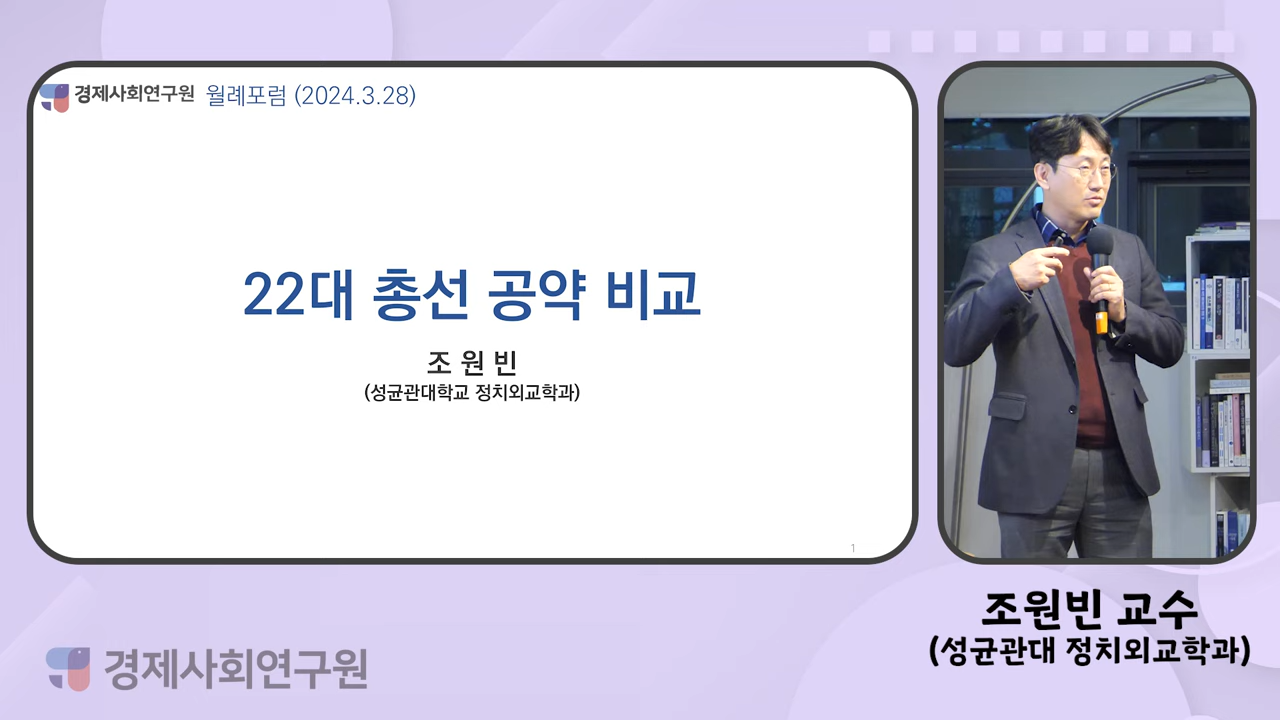 경제사회연구원 월례포럼 (2024.3.28)
22대 총선 공약 비교
조 원 빈
(성균관대학교 정치외교학과)
1
조원빈 교수
(성균관대 정치외교학과)
경제사회연구원